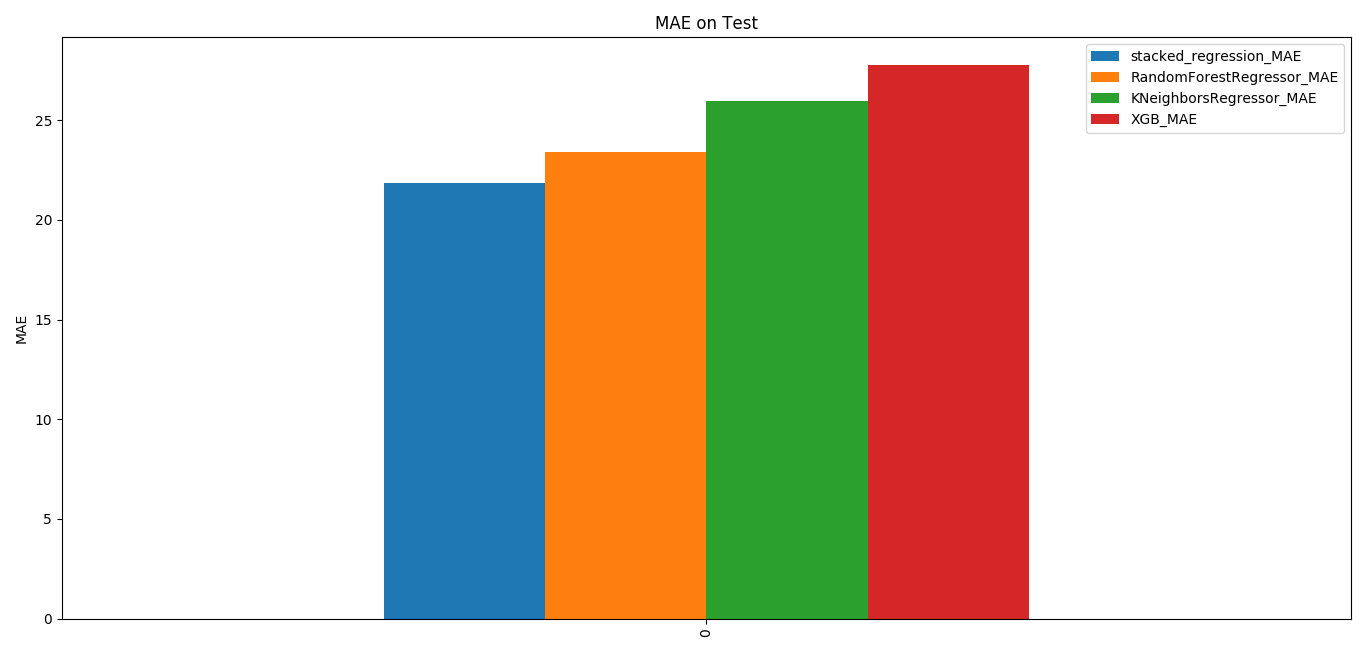 MAE on Test
stacked_regression_MAE
RandomForestRegressor_MAE
KNeighborsRegressor_MAE
XGB_MAE
25
20
15
10
5
0
MAE
0